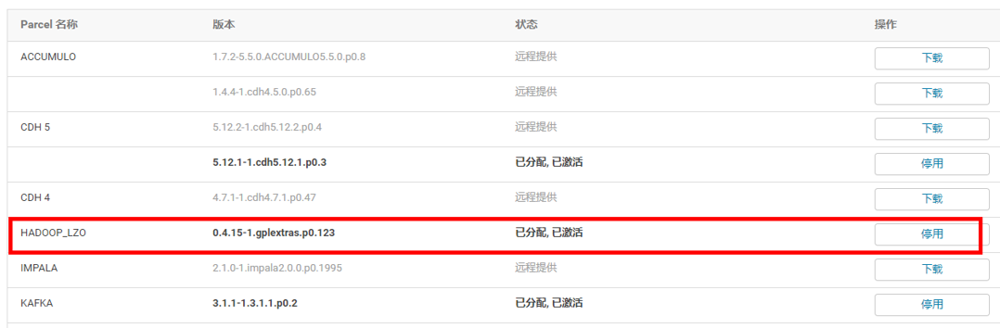 Parcel 名称 版本 状态 操作
ACCUMULO 1.7.2-5.5.0.ACCUMULO5.5.0.p0.8 远程提供 下载
1.4.4-1.cdh4.5.0.p0.65 远程提供 下载
CDH 5 5.12.2-1.cdh5.12.2.p0.4 远程提供 下载
5.12.1-1.cdh5.12.1.p0.3 已分配, 已激活 停用
CDH 4 4.7.1-1.cdh4.7.1.p0.47 远程提供 下载
HADOOP_LZO 0.4.15-1.gplextras.p0.123 已分配, 已激活 停用
IMPALA 2.1.0-1.impala2.0.0.p0.1995 远程提供 下载
KAFKA 3.1.1-1.3.1.1.p0.2 已分配, 已激活 停用